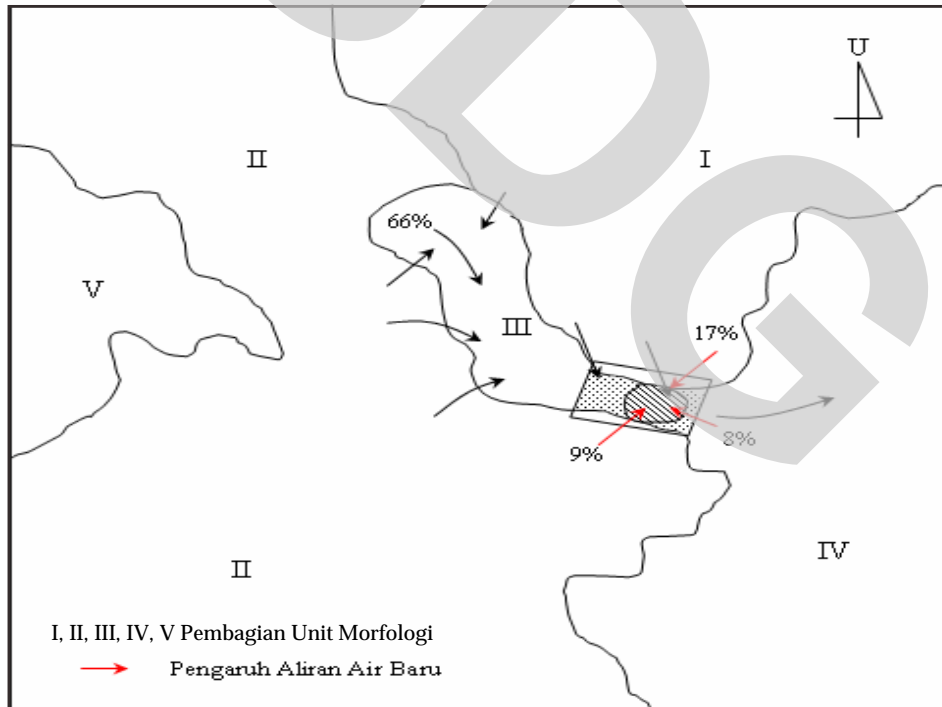 U
II
I
66%
V
III
17%
9%
8%
IV
II
I, II, III, IV, V Pembagian Unit Morfologi
Pengaruh Aliran Air Baru